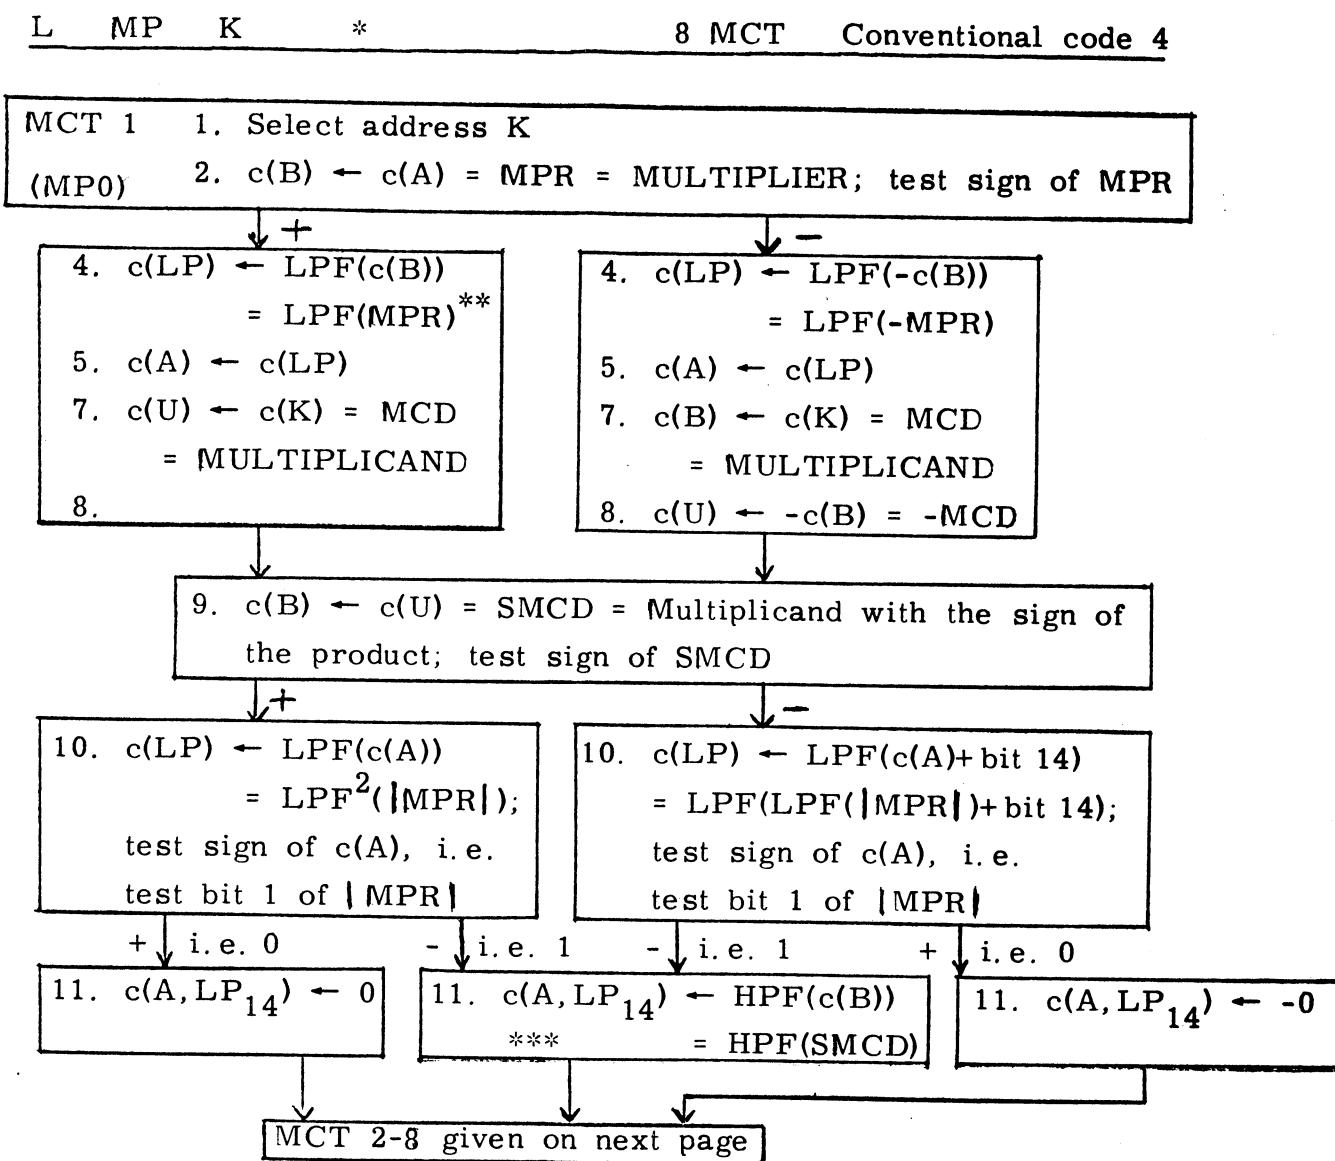 L MP K * 8 MCT Conventional code 4
MCT 1 1. Select address K
(MP0) 2. c(B) ← c(A) = MPR = MULTIPLIER; test sign of MPR
+
−
4. c(LP) ← LPF(c(B))
= LPF(MPR)**
5. c(A) ← c(LP)
7. c(U) ← c(K) = MCD
= MULTIPLICAND
8.
4. c(LP) ← LPF(-c(B))
= LPF(-MPR)
5. c(A) ← c(LP)
7. c(B) ← c(K) = MCD
= MULTIPLICAND
8. c(U) ← -c(B) = -MCD
9. c(B) ← c(U) = SMCD = Multiplicand with the sign of
the product; test sign of SMCD
+
−
10. c(LP) ← LPF(c(A))
= LPF²(|MPR|);
test sign of c(A), i.e.
test bit 1 of |MPR|
10. c(LP) ← LPF(c(A)+bit 14)
= LPF(LPF(|MPR|)+bit 14);
test sign of c(A), i.e.
test bit 1 of |MPR|
+ i.e. 0
- i.e. 1
- i.e. 1
+ i.e. 0
11. c(A,LP₁₄) ← 0
11. c(A,LP₁₄) ← HPF(c(B))
*** = HPF(SMCD)
11. c(A,LP₁₄) ← -0
MCT 2-8 given on next page